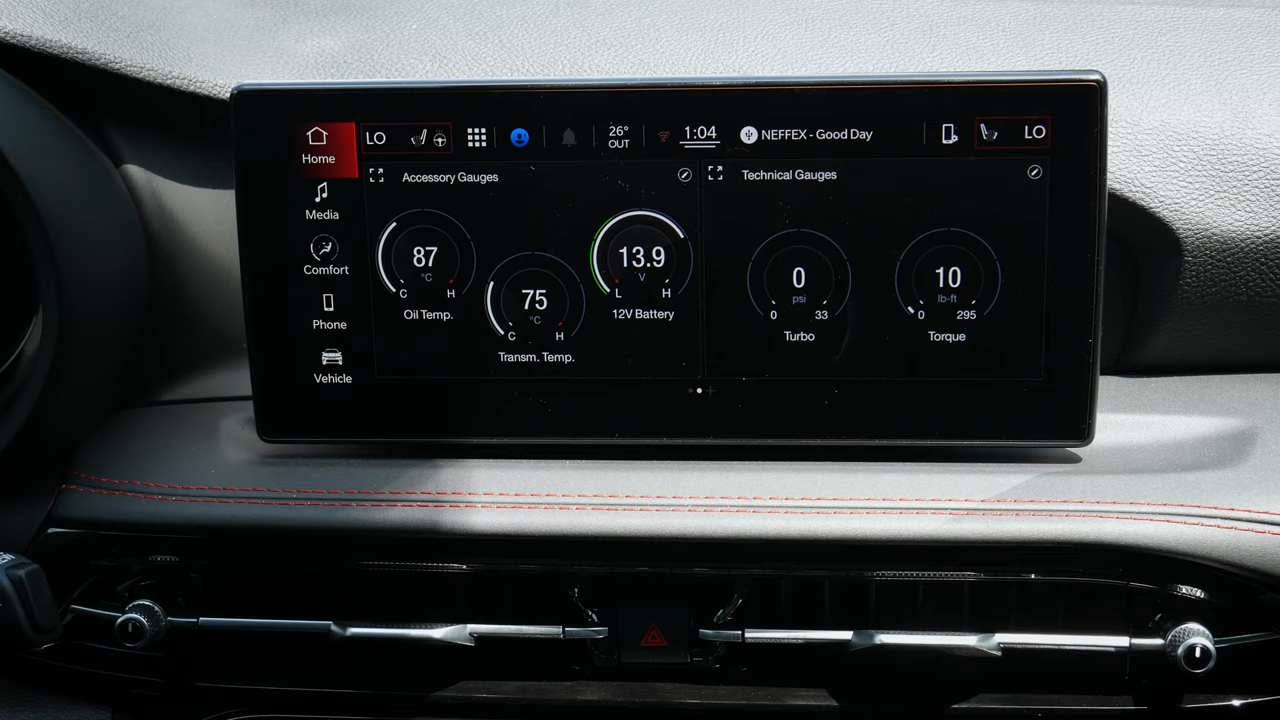 Home
LO
26°
OUT
1:04
NEFFEX - Good Day
LO
Media
Comfort
Phone
Vehicle
Accessory Gauges
87
°C
C H
Oil Temp.
75
°C
C H
Transm. Temp.
13.9
V
L H
12V Battery
Technical Gauges
0
psi
0 33
Turbo
10
lb-ft
0 295
Torque